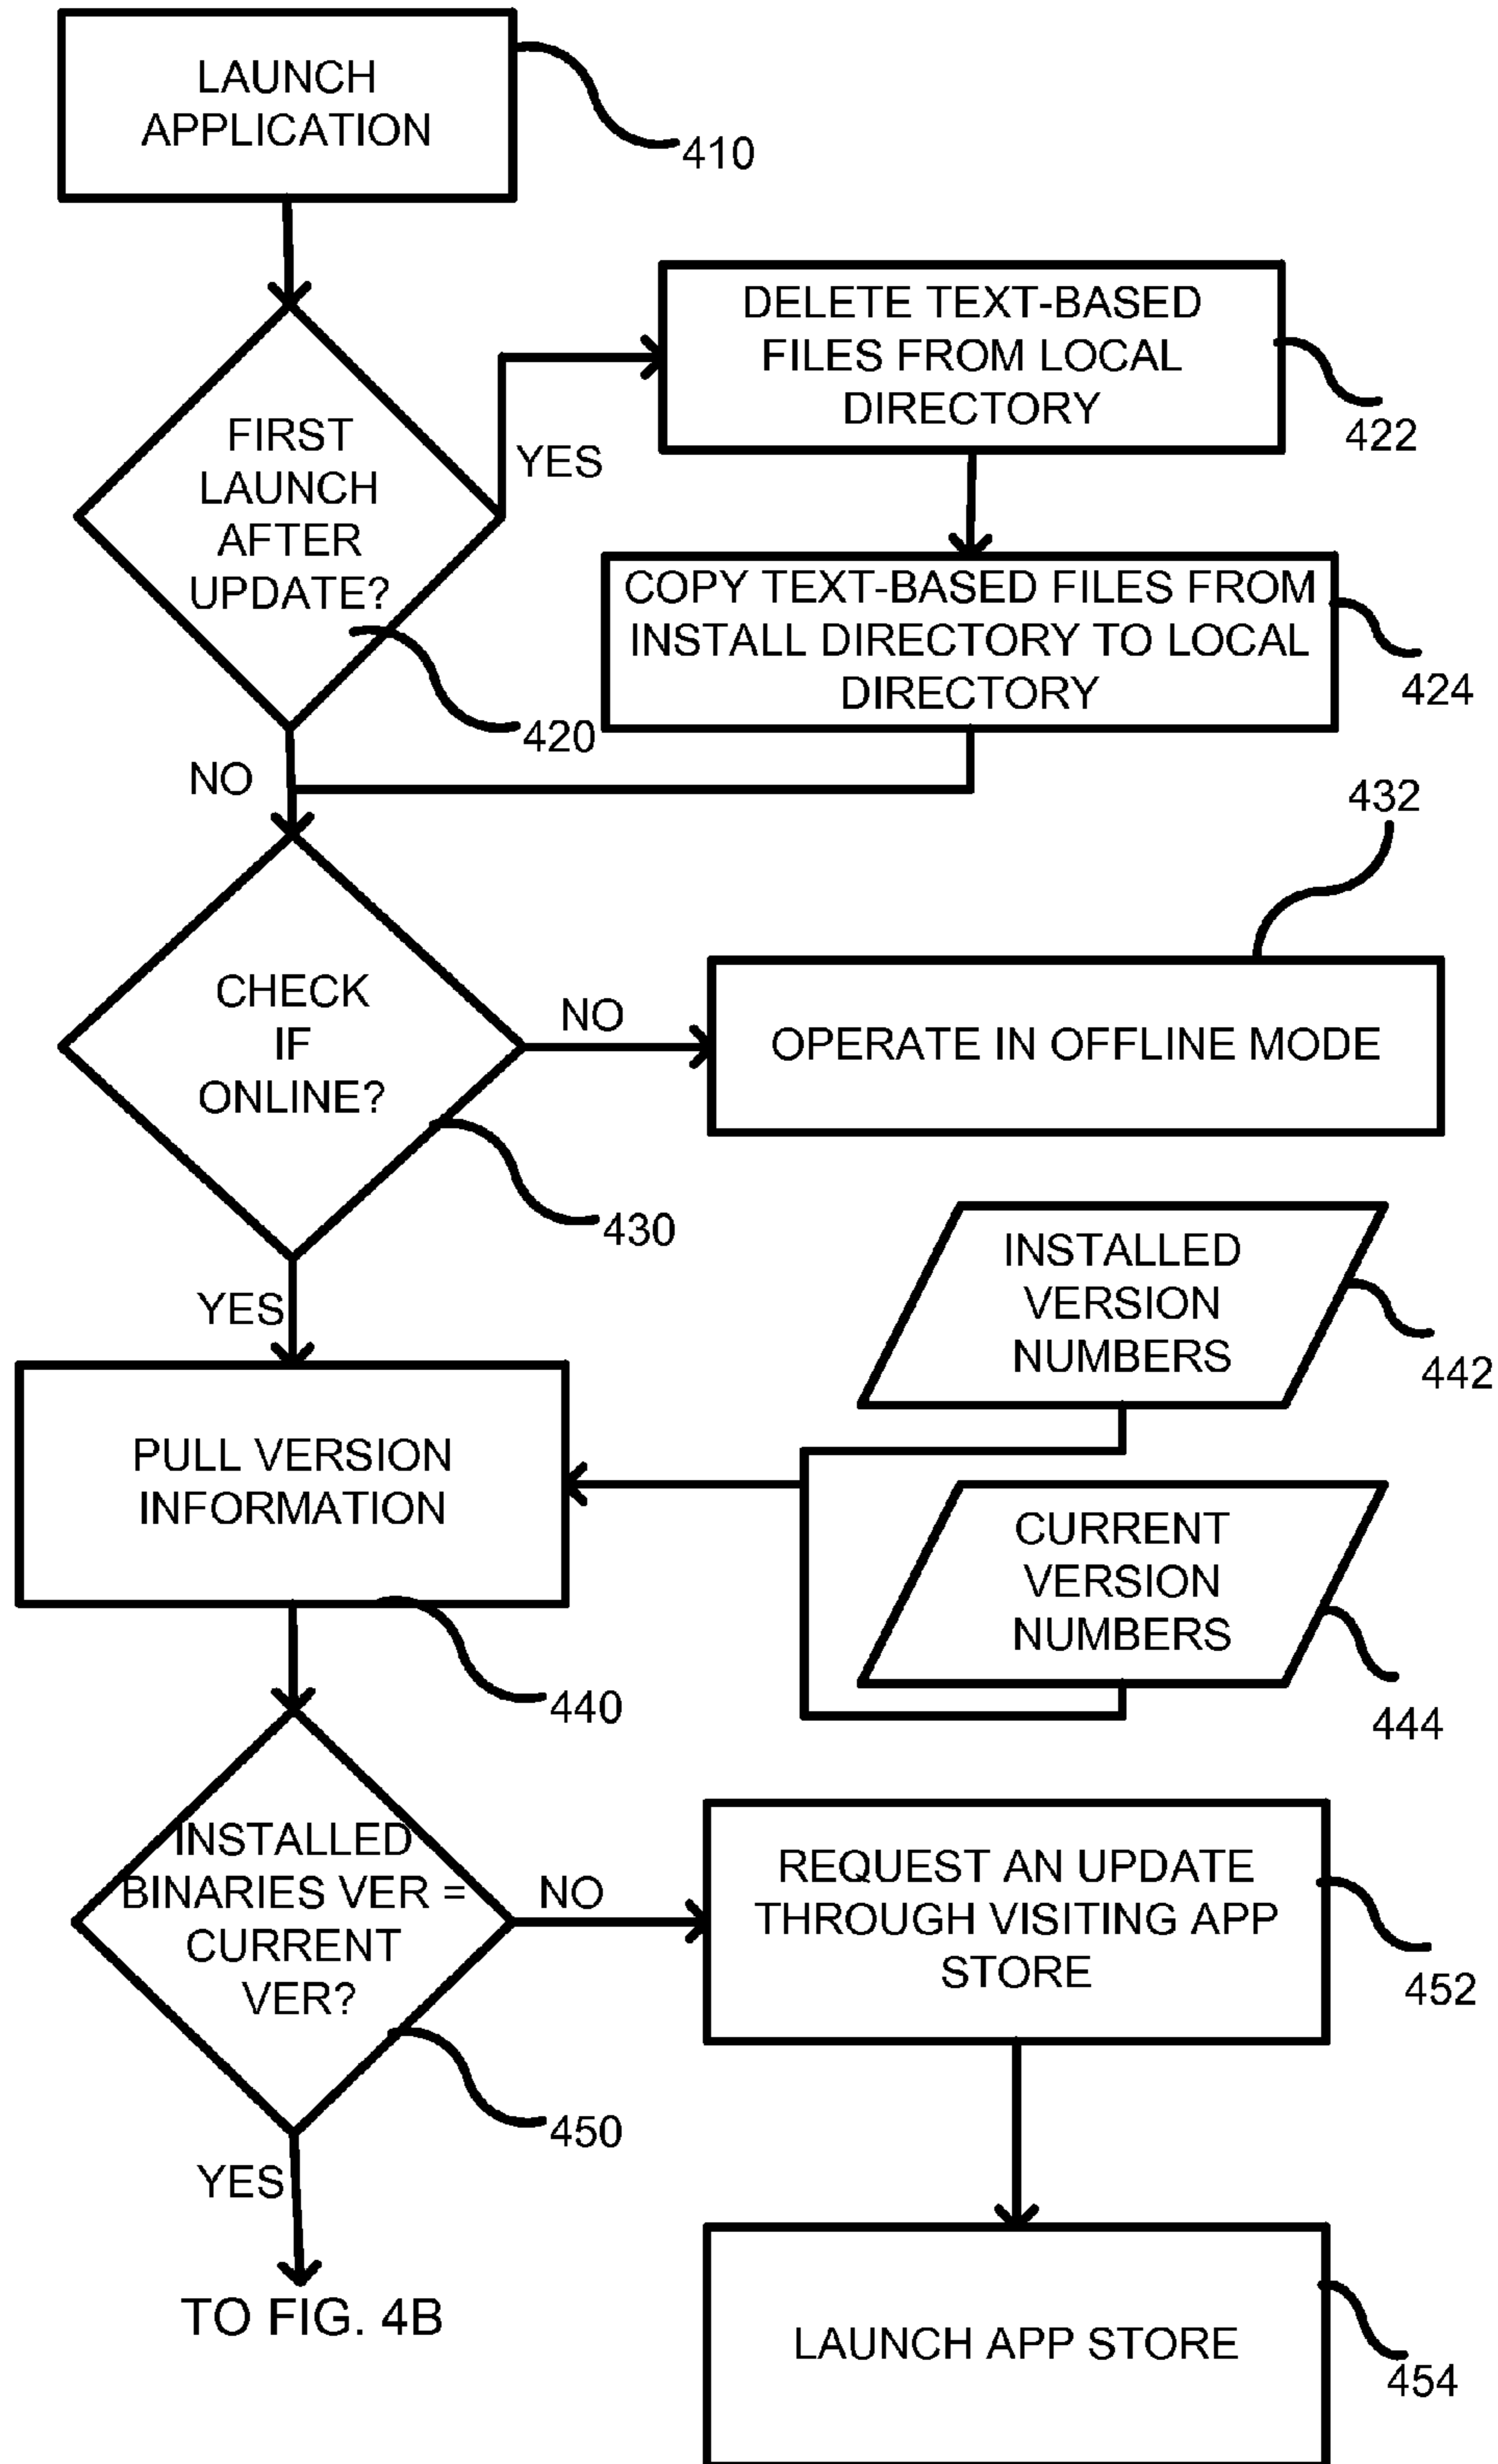 LAUNCH
APPLICATION
410
FIRST
LAUNCH
AFTER
UPDATE?
420
YES
DELETE TEXT-BASED
FILES FROM LOCAL
DIRECTORY
422
COPY TEXT-BASED FILES FROM
INSTALL DIRECTORY TO LOCAL
DIRECTORY
424
NO
CHECK
IF
ONLINE?
430
NO
432
OPERATE IN OFFLINE MODE
YES
PULL VERSION
INFORMATION
440
INSTALLED
VERSION
NUMBERS
442
CURRENT
VERSION
NUMBERS
444
INSTALLED
BINARIES VER =
CURRENT
VER?
450
NO
REQUEST AN UPDATE
THROUGH VISITING APP
STORE
452
YES
TO FIG. 4B
LAUNCH APP STORE
454